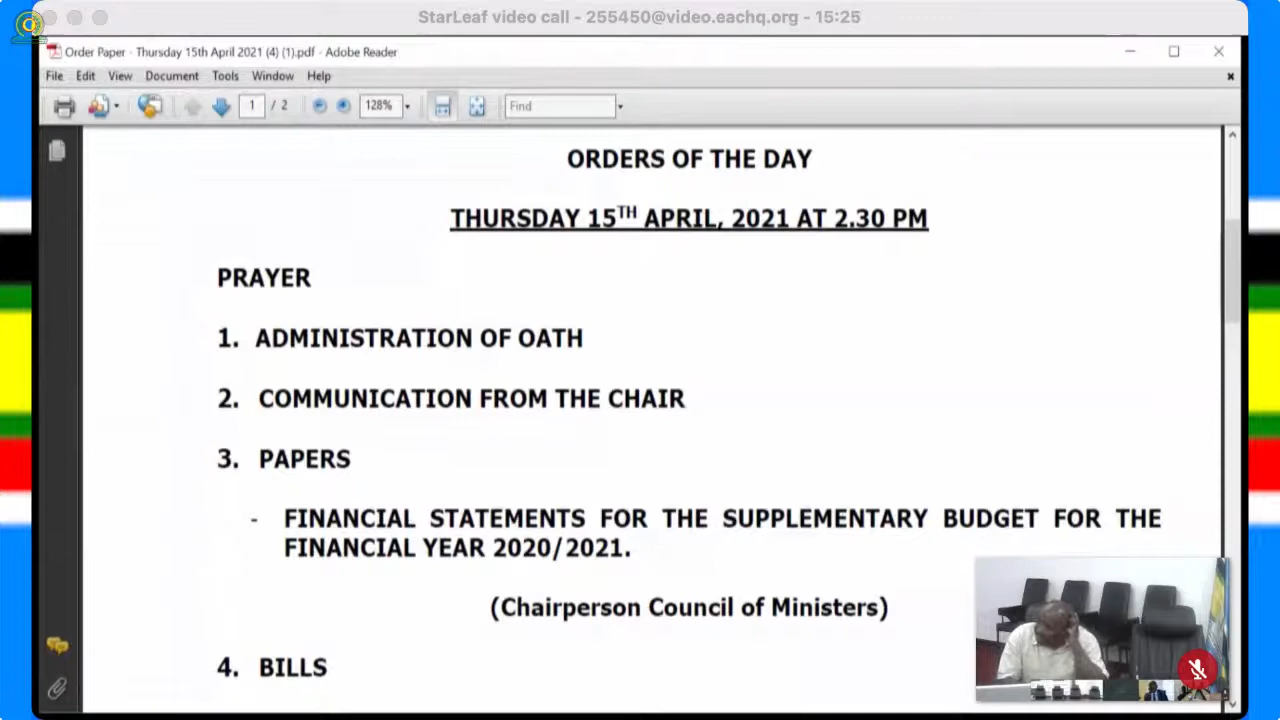 StarLeaf video call - 255450@video.eachq.org - 15:25
Order Paper - Thursday 15th April 2021 (4) (1).pdf - Adobe Reader
File Edit View Document Tools Window Help
1 / 2 128% Find
ORDERS OF THE DAY
THURSDAY 15TH APRIL, 2021 AT 2.30 PM
PRAYER
1. ADMINISTRATION OF OATH
2. COMMUNICATION FROM THE CHAIR
3. PAPERS
- FINANCIAL STATEMENTS FOR THE SUPPLEMENTARY BUDGET FOR THE
FINANCIAL YEAR 2020/2021.
(Chairperson Council of Ministers)
4. BILLS